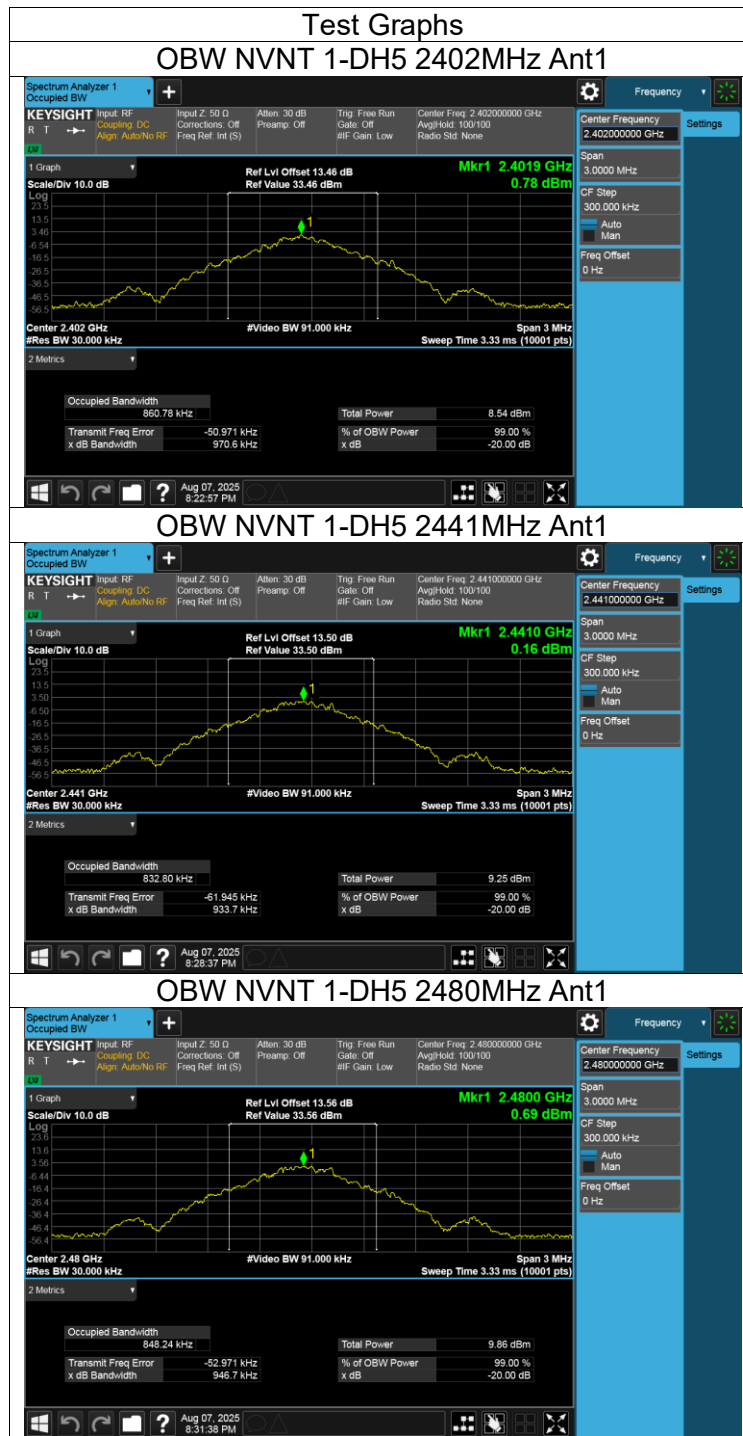 Test Graphs
OBW NVNT 1-DH5 2402MHz Ant1
Spectrum Analyzer 1
Occupied BW
Frequency
KEYSIGHT
R T
Input: RF
Coupling: DC
Align: Auto/No RF
Input Z: 50 Ω
Corrections: Off
Freq Ref: Int (S)
Atten: 30 dB
Preamp: Off
Trig: Free Run
Gate: Off
#IF Gain: Low
Center Freq: 2.402000000 GHz
Avg|Hold: 100/100
Radio Std: None
LXI
Center Frequency
2.402000000 GHz
Settings
Span
3.0000 MHz
CF Step
300.000 kHz
Auto
Man
Freq Offset
0 Hz
1 Graph
Scale/Div 10.0 dB
Ref Lvl Offset 13.46 dB
Ref Value 33.46 dBm
Mkr1 2.4019 GHz
0.78 dBm
Log
23.5
13.5
3.46
-6.54
-16.5
-26.5
-36.5
-46.5
-56.5
1
Center 2.402 GHz
#Res BW 30.000 kHz
#Video BW 91.000 kHz
Span 3 MHz
Sweep Time 3.33 ms (10001 pts)
2 Metrics
Occupied Bandwidth
860.78 kHz
Total Power 8.54 dBm
Transmit Freq Error -50.971 kHz
% of OBW Power 99.00 %
x dB Bandwidth 970.6 kHz
x dB -20.00 dB
?
Aug 07, 2025
8:22:57 PM
OBW NVNT 1-DH5 2441MHz Ant1
Spectrum Analyzer 1
Occupied BW
Frequency
KEYSIGHT
R T
Input: RF
Coupling: DC
Align: Auto/No RF
Input Z: 50 Ω
Corrections: Off
Freq Ref: Int (S)
Atten: 30 dB
Preamp: Off
Trig: Free Run
Gate: Off
#IF Gain: Low
Center Freq: 2.441000000 GHz
Avg|Hold: 100/100
Radio Std: None
LXI
Center Frequency
2.441000000 GHz
Settings
Span
3.0000 MHz
CF Step
300.000 kHz
Auto
Man
Freq Offset
0 Hz
1 Graph
Scale/Div 10.0 dB
Ref Lvl Offset 13.50 dB
Ref Value 33.50 dBm
Mkr1 2.4410 GHz
0.16 dBm
Log
23.5
13.5
3.50
-6.50
-16.5
-26.5
-36.5
-46.5
-56.5
1
Center 2.441 GHz
#Res BW 30.000 kHz
#Video BW 91.000 kHz
Span 3 MHz
Sweep Time 3.33 ms (10001 pts)
2 Metrics
Occupied Bandwidth
832.80 kHz
Total Power 9.25 dBm
Transmit Freq Error -61.945 kHz
% of OBW Power 99.00 %
x dB Bandwidth 933.7 kHz
x dB -20.00 dB
?
Aug 07, 2025
8:28:37 PM
OBW NVNT 1-DH5 2480MHz Ant1
Spectrum Analyzer 1
Occupied BW
Frequency
KEYSIGHT
R T
Input: RF
Coupling: DC
Align: Auto/No RF
Input Z: 50 Ω
Corrections: Off
Freq Ref: Int (S)
Atten: 30 dB
Preamp: Off
Trig: Free Run
Gate: Off
#IF Gain: Low
Center Freq: 2.480000000 GHz
Avg|Hold: 100/100
Radio Std: None
LXI
Center Frequency
2.480000000 GHz
Settings
Span
3.0000 MHz
CF Step
300.000 kHz
Auto
Man
Freq Offset
0 Hz
1 Graph
Scale/Div 10.0 dB
Ref Lvl Offset 13.56 dB
Ref Value 33.56 dBm
Mkr1 2.4800 GHz
0.69 dBm
Log
23.6
13.6
3.56
-6.44
-16.4
-26.4
-36.4
-46.4
-56.4
1
Center 2.48 GHz
#Res BW 30.000 kHz
#Video BW 91.000 kHz
Span 3 MHz
Sweep Time 3.33 ms (10001 pts)
2 Metrics
Occupied Bandwidth
848.24 kHz
Total Power 9.86 dBm
Transmit Freq Error -52.971 kHz
% of OBW Power 99.00 %
x dB Bandwidth 946.7 kHz
x dB -20.00 dB
?
Aug 07, 2025
8:31:38 PM